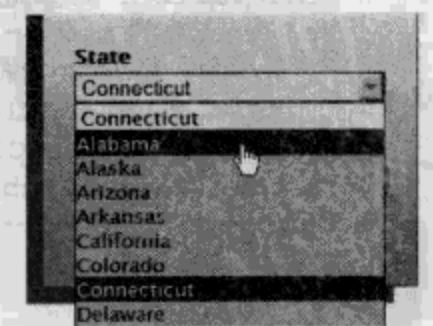 State
Connecticut
Connecticut
Alabama
Alaska
Arizona
Arkansas
California
Colorado
Connecticut
Delaware